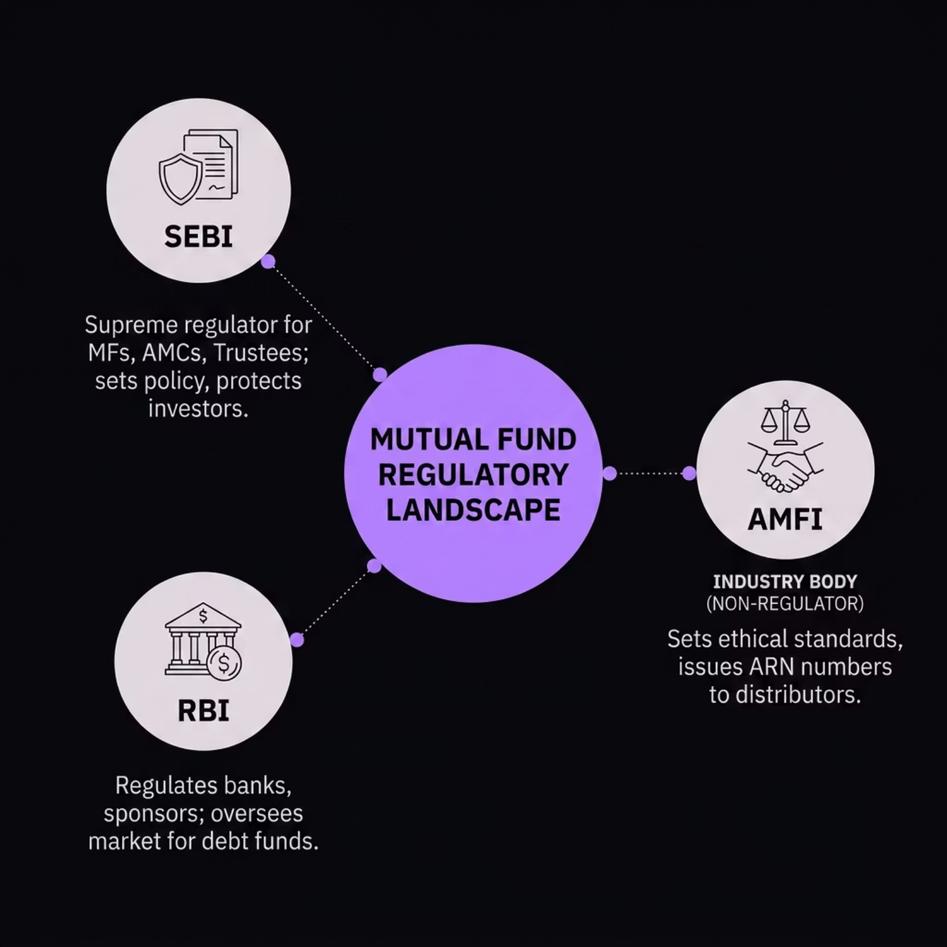 SEBI
Supreme regulator for
MFs, AMCs, Trustees;
sets policy, protects
investors.
MUTUAL FUND
REGULATORY
LANDSCAPE
AMFI
INDUSTRY BODY
(NON-REGULATOR)
Sets ethical standards,
issues ARN numbers
to distributors.
$
$
RBI
Regulates banks,
sponsors; oversees
market for debt funds.